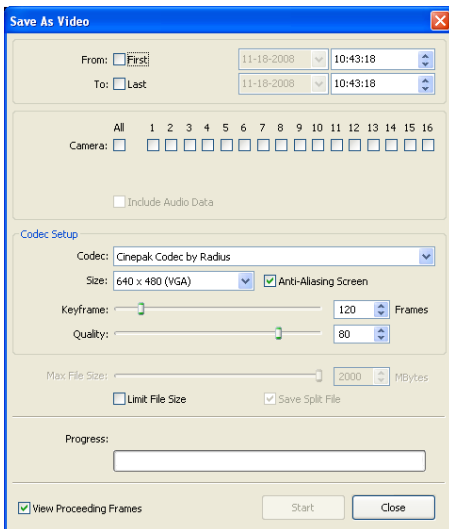 Save As Video
From: First 11-18-2008 10:43:18
To: Last 11-18-2008 10:43:18
All 1 2 3 4 5 6 7 8 9 10 11 12 13 14 15 16
Camera:
Include Audio Data
Codec Setup
Codec: Cinepak Codec by Radius
Size: 640 x 480 (VGA) Anti-Aliasing Screen
Keyframe: 120 Frames
Quality: 80
Max File Size: 2000 MBytes
Limit File Size Save Split File
Progress:
View Proceeding Frames Start Close